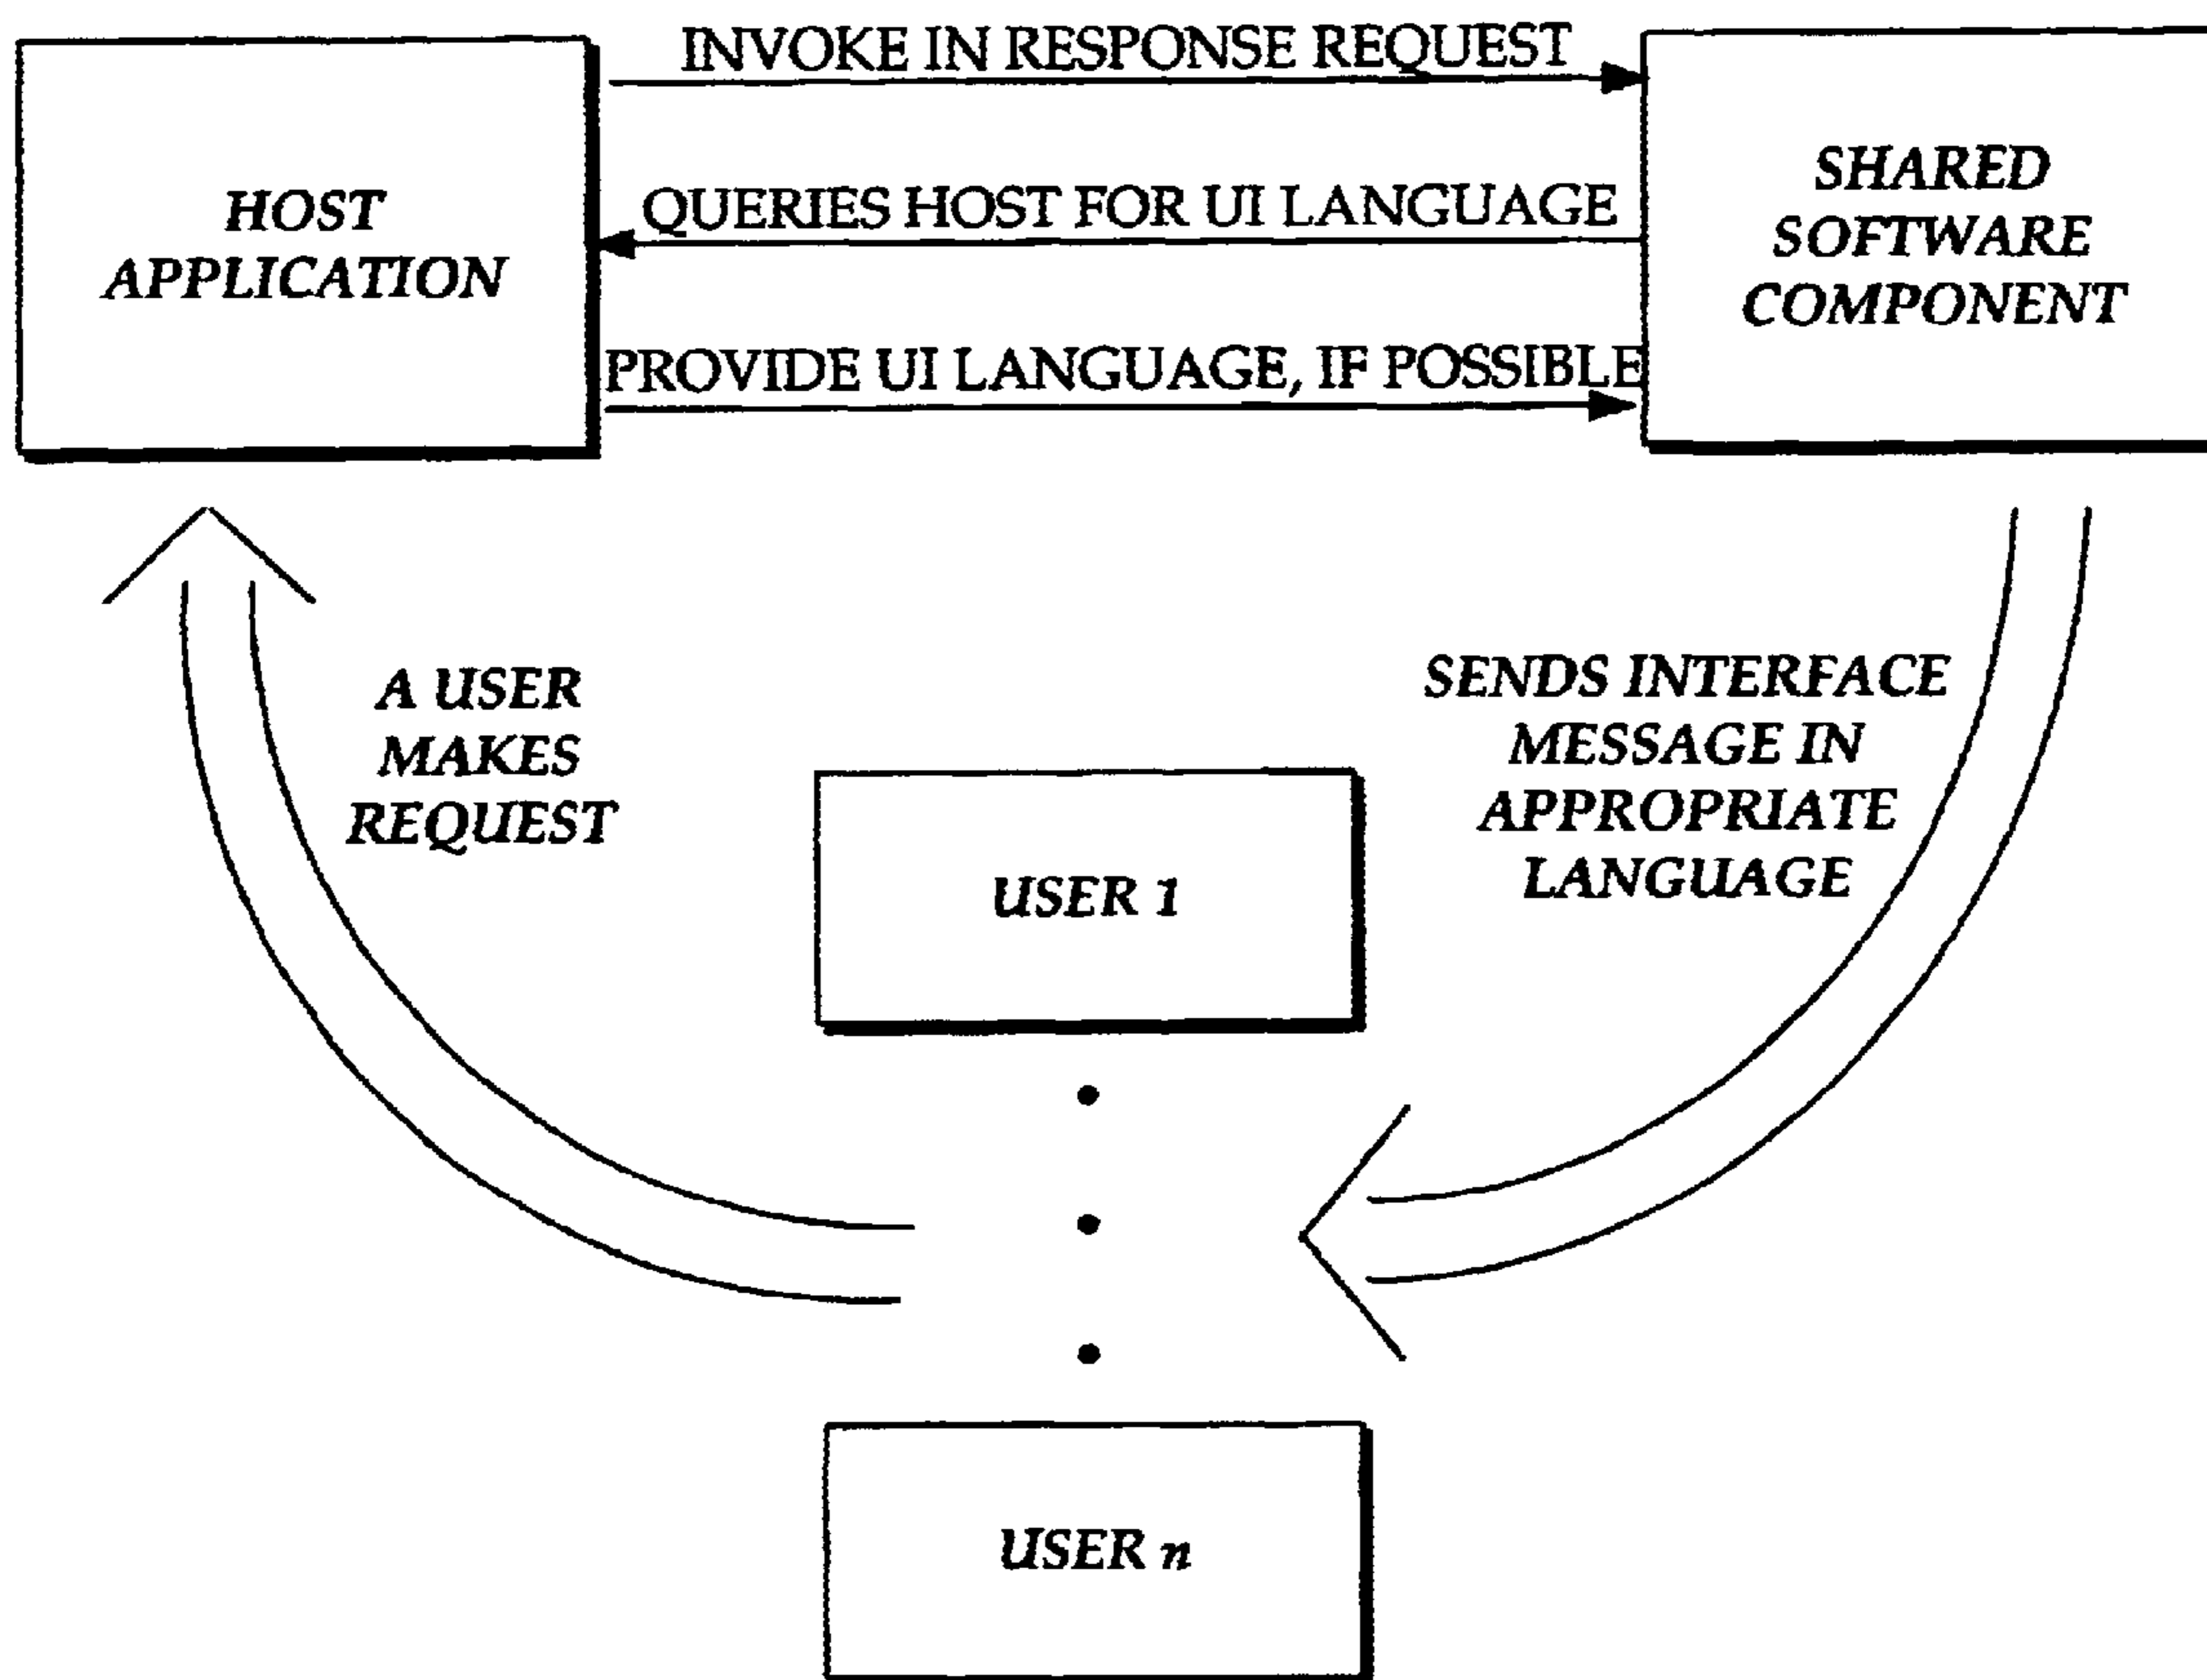 INVOKE IN RESPONSE REQUEST
HOST
APPLICATION
QUERIES HOST FOR UI LANGUAGE
PROVIDE UI LANGUAGE, IF POSSIBLE
SHARED
SOFTWARE
COMPONENT
A USER
MAKES
REQUEST
SENDS INTERFACE
MESSAGE IN
APPROPRIATE
LANGUAGE
USER 1
USER n